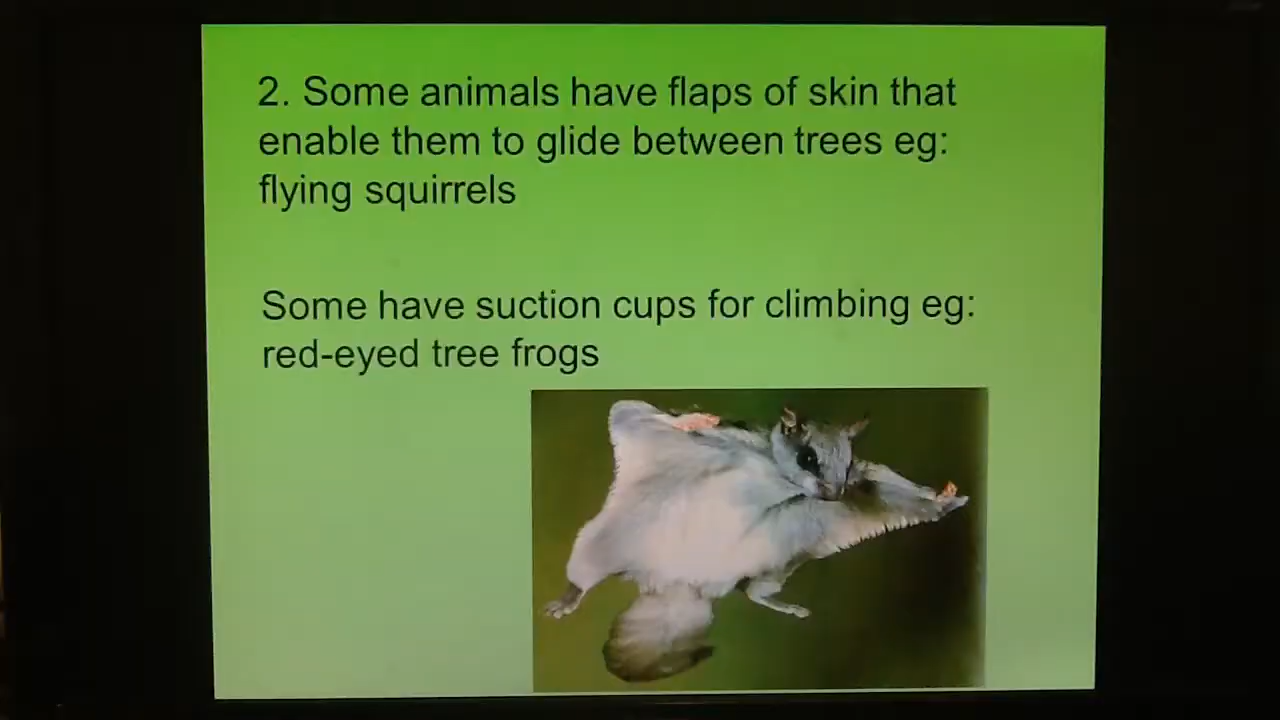 2. Some animals have flaps of skin that
enable them to glide between trees eg:
flying squirrels
Some have suction cups for climbing eg:
red-eyed tree frogs